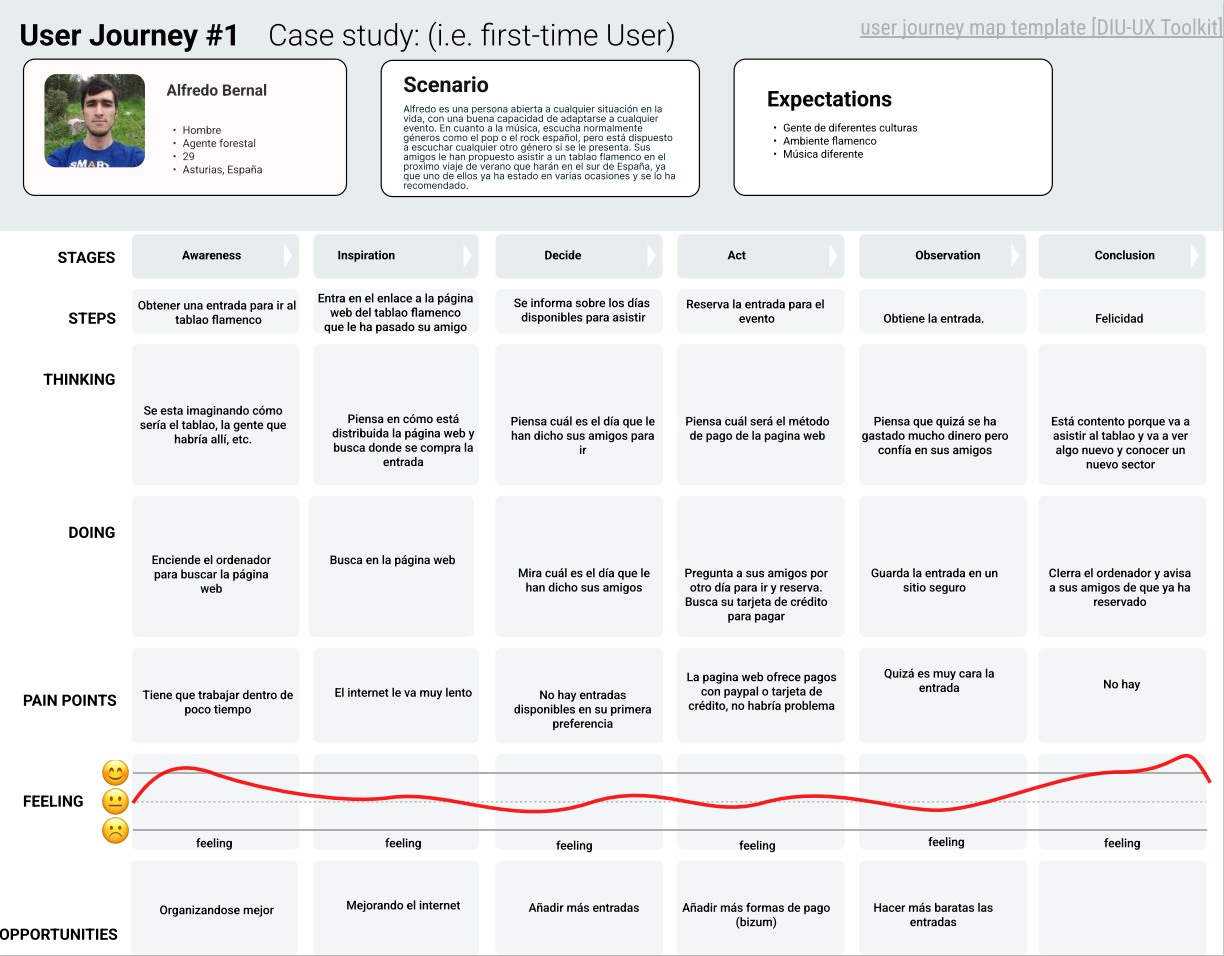 User Journey #1 Case study: (i.e. first-time User)
user journey map template [DIU-UX Toolkit]
Alfredo Bernal
• Hombre
• Agente forestal
• 29
• Asturias, España
SMART
Scenario
Alfredo es una persona abierta a cualquier situación en la
vida, con una buena capacidad de adaptarse a cualquier
evento. En cuanto a la música, escucha normalmente
géneros como el pop o el rock español, pero está dispuesto
a escuchar cualquier otro género si se le presenta. Sus
amigos le han propuesto asistir a un tablao flamenco en el
proximo viaje de verano que harán en el sur de España, ya
que uno de ellos ya ha estado en varias ocasiones y se lo ha
recomendado.
Expectations
• Gente de diferentes culturas
• Ambiente flamenco
• Música diferente
STAGES
Awareness
Inspiration
Decide
Act
Observation
Conclusion
STEPS
Obtener una entrada para ir al
tablao flamenco
Entra en el enlace a la página
web del tablao flamenco
que le ha pasado su amigo
Se informa sobre los días
disponibles para asistir
Reserva la entrada para el
evento
Obtiene la entrada.
Felicidad
THINKING
Se esta imaginando cómo
sería el tablao, la gente que
habría allí, etc.
Piensa en cómo está
distribuida la página web y
busca donde se compra la
entrada
Piensa cuál es el día que le
han dicho sus amigos para
ir
Piensa cuál será el método
de pago de la pagina web
Piensa que quizá se ha
gastado mucho dinero pero
confía en sus amigos
Está contento porque va a
asistir al tablao y va a ver
algo nuevo y conocer un
nuevo sector
DOING
Enciende el ordenador
para buscar la página
web
Busca en la página web
Mira cuál es el día que le
han dicho sus amigos
Pregunta a sus amigos por
otro día para ir y reserva.
Busca su tarjeta de crédito
para pagar
Guarda la entrada en un
sitio seguro
CIerra el ordenador y avisa
a sus amigos de que ya ha
reservado
PAIN POINTS
Tiene que trabajar dentro de
poco tiempo
El internet le va muy lento
No hay entradas
disponibles en su primera
preferencia
La pagina web ofrece pagos
con paypal o tarjeta de
crédito, no habría problema
Quizá es muy cara la
entrada
No hay
FEELING
feeling
feeling
feeling
feeling
feeling
feeling
OPPORTUNITIES
Organizandose mejor
Mejorando el internet
Añadir más entradas
Añadir más formas de pago
(bizum)
Hacer más baratas las
entradas